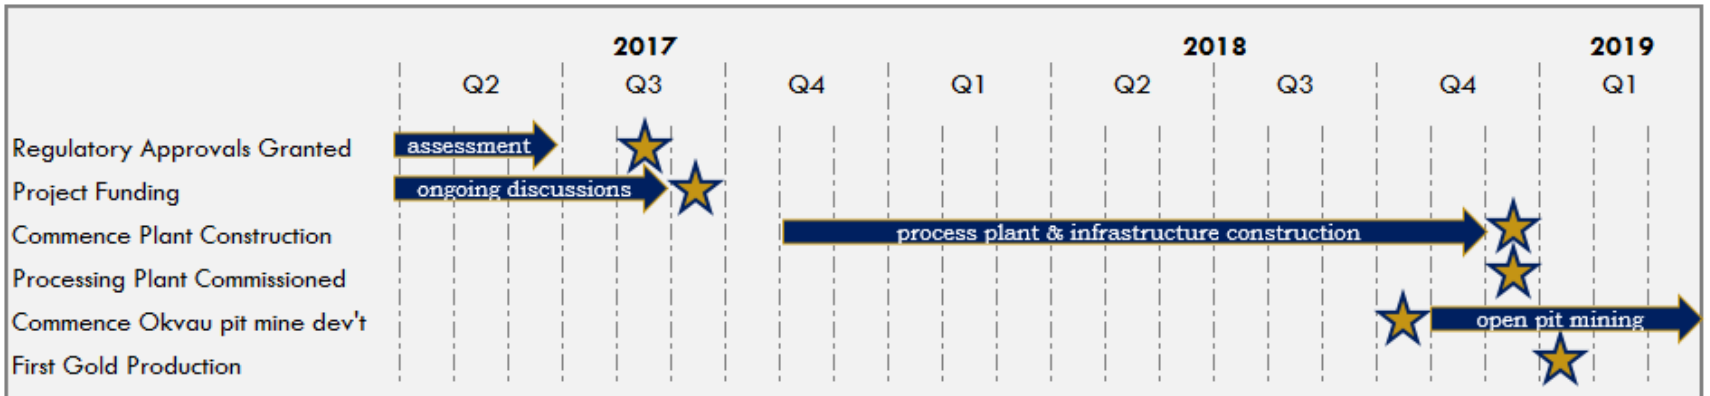 2017 2018 2019
Q2 Q3 Q4 Q1 Q2 Q3 Q4 Q1
Regulatory Approvals Granted assessment
Project Funding ongoing discussions
Commence Plant Construction process plant & infrastructure construction
Processing Plant Commissioned
Commence Okvau pit mine dev't open pit mining
First Gold Production